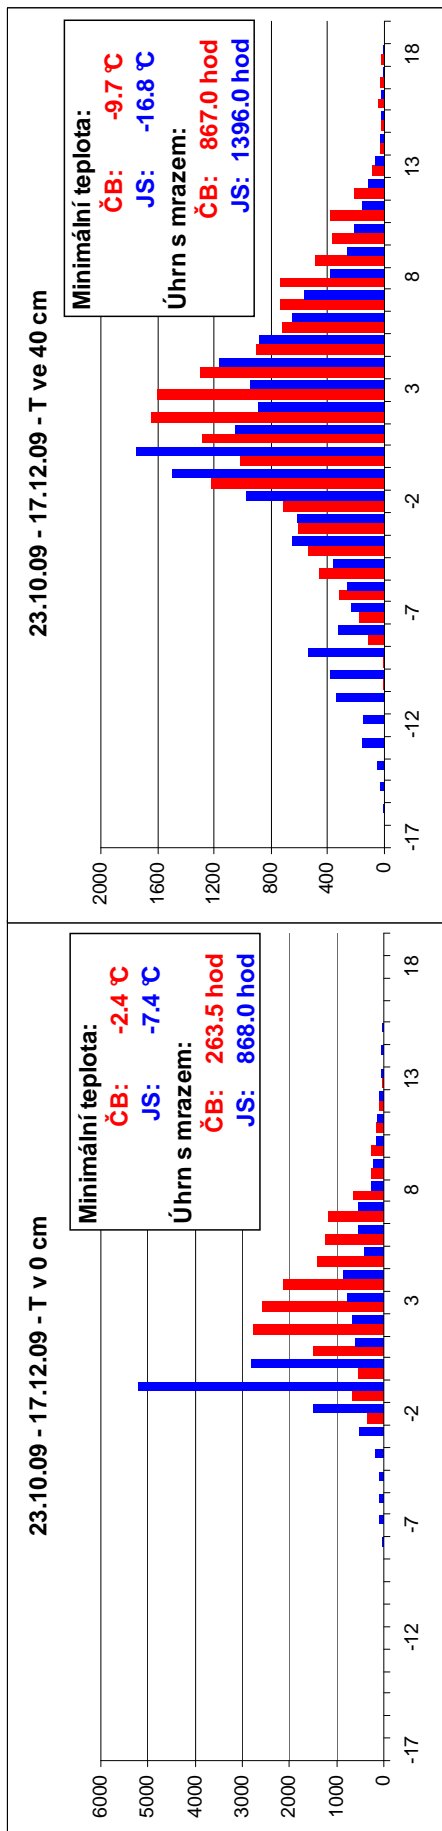 23.10.09 - 17.12.09 - T v 0 cm
6000
5000
4000
3000
2000
1000
0
-17
-12
-7
-2
3
8
13
18
Minimální teplota:
ČB: -2.4 °C
JS: -7.4 °C
Úhrn s mrazem:
ČB: 263.5 hod
JS: 868.0 hod
23.10.09 - 17.12.09 - T ve 40 cm
2000
1600
1200
800
400
0
-17
-12
-7
-2
3
8
13
18
Minimální teplota:
ČB: -9.7 °C
JS: -16.8 °C
Úhrn s mrazem:
ČB: 867.0 hod
JS: 1396.0 hod